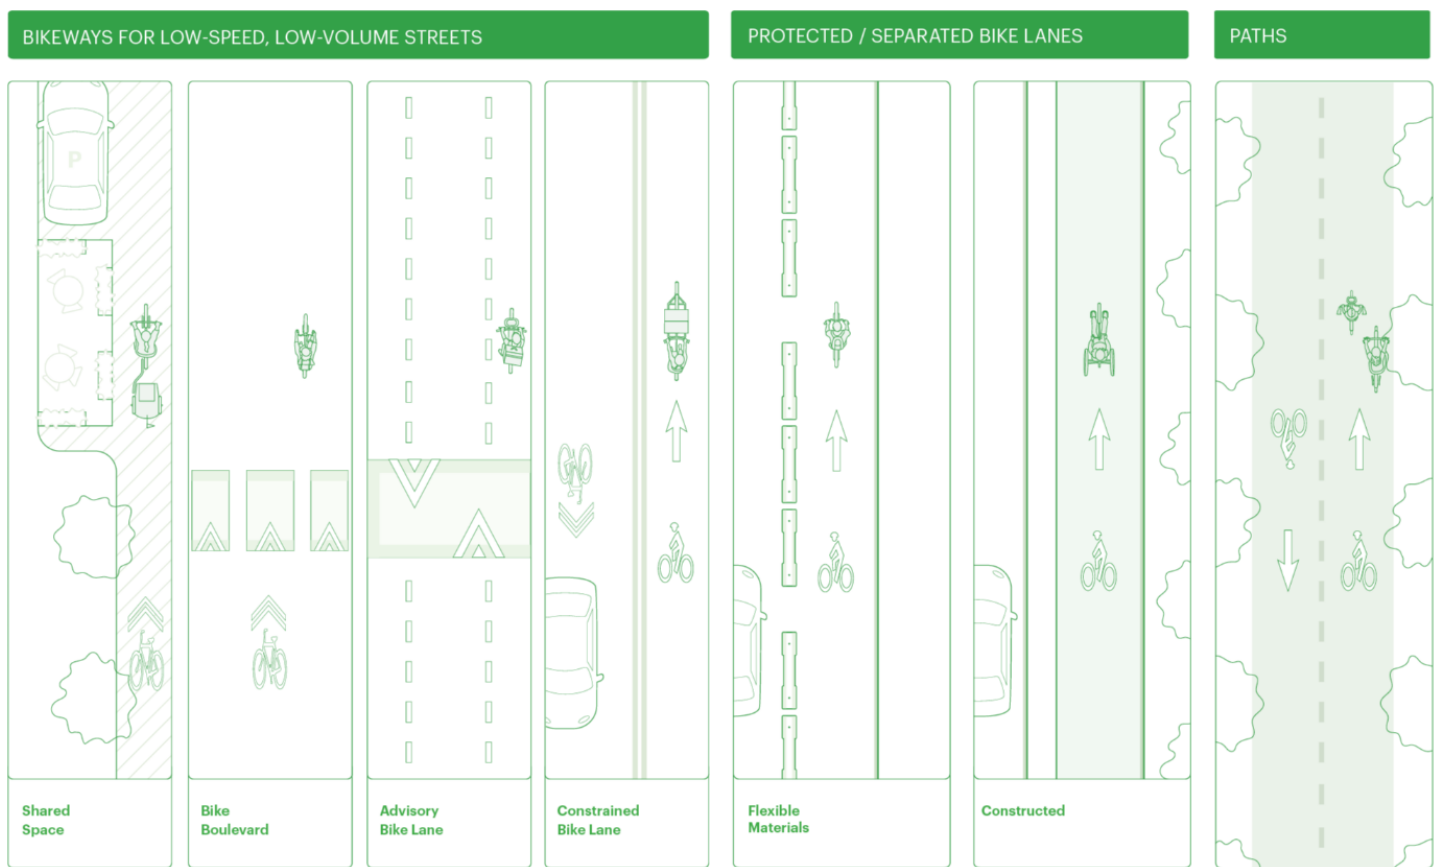 BIKEWAYS FOR LOW-SPEED, LOW-VOLUME STREETS
PROTECTED / SEPARATED BIKE LANES
PATHS
P
Shared
Space
Bike
Boulevard
Advisory
Bike Lane
Constrained
Bike Lane
Flexible
Materials
Constructed